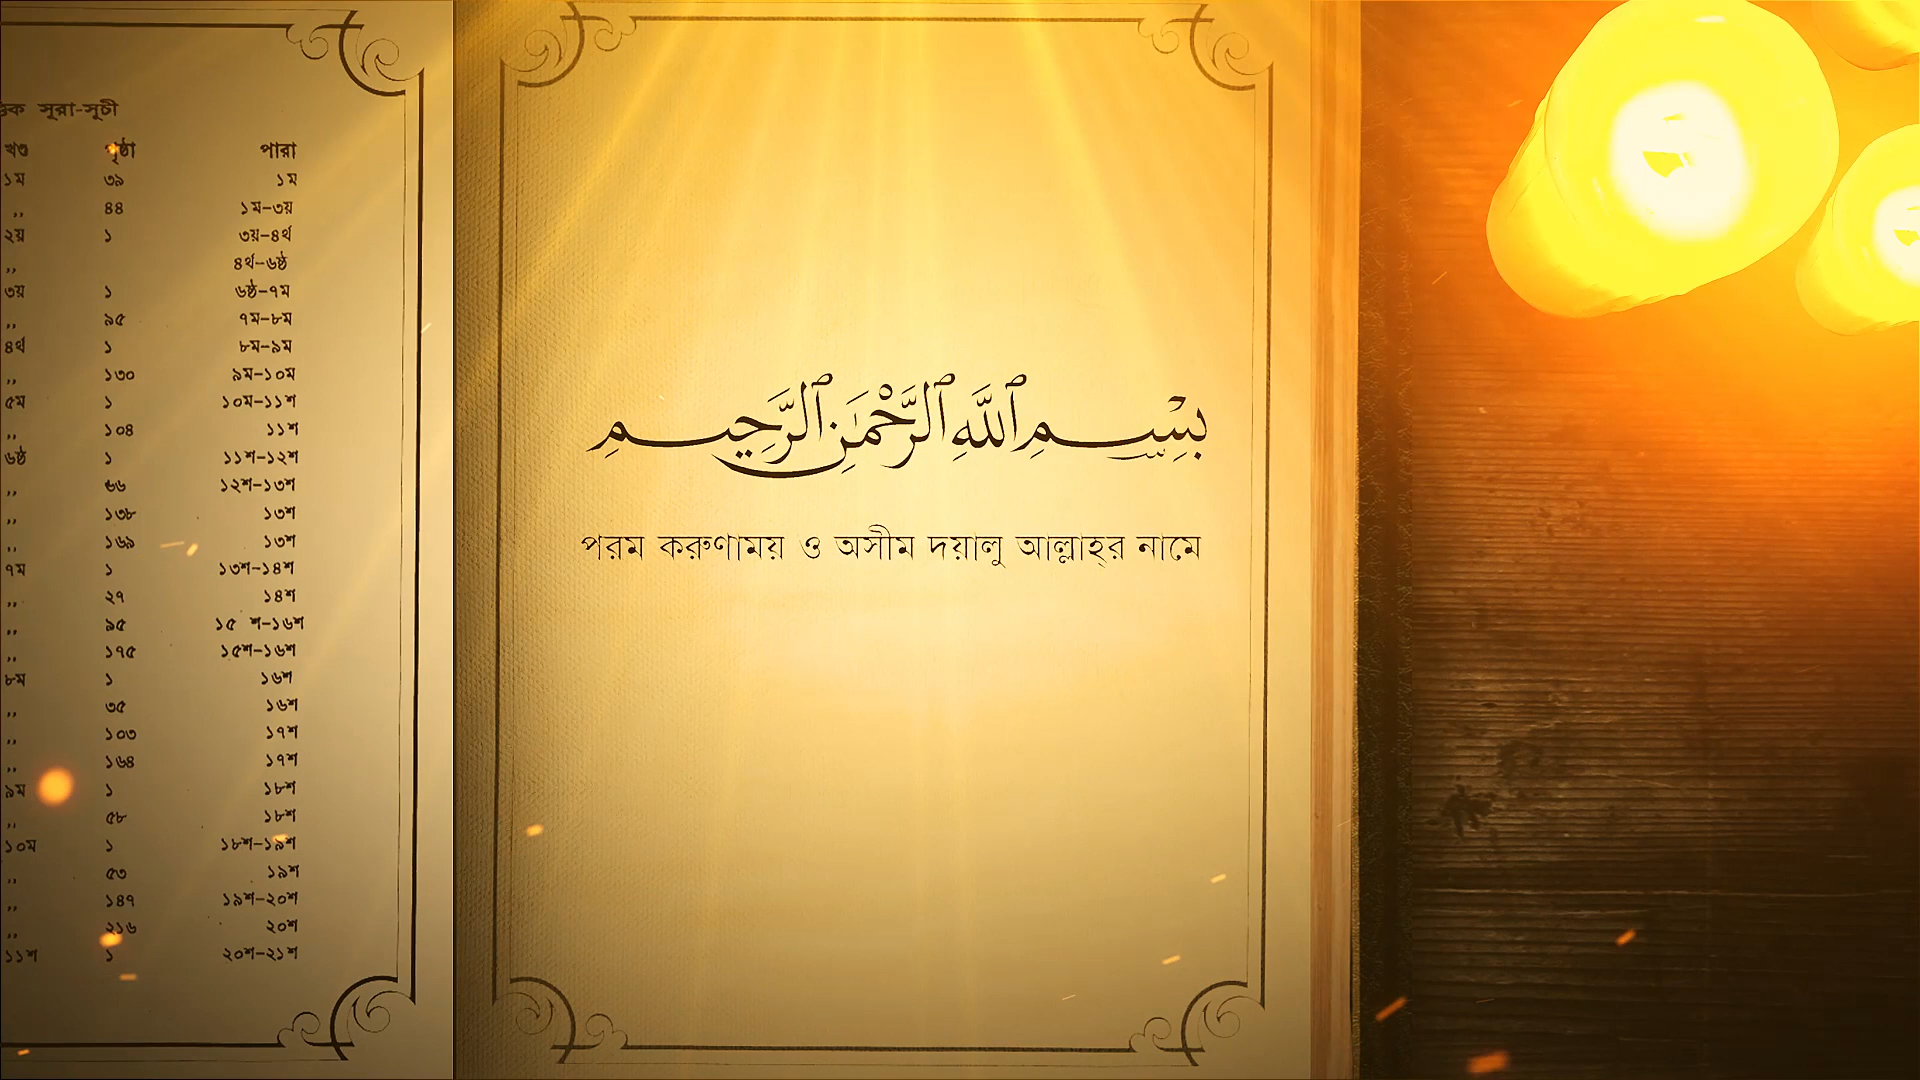 সূরা-সূচী
খণ্ড পৃষ্ঠা পারা
১ম ৩৯ ১ম
,, ৪৪ ১ম-৩য়
২য় ১ ৩য়-৪র্থ
,, ৪র্থ-৬ষ্ঠ
৩য় ১ ৬ষ্ঠ-৭ম
,, ৯৫ ৭ম-৮ম
৪র্থ ১ ৮ম-৯ম
,, ১৩০ ৯ম-১০ম
৫ম ১ ১০ম-১১শ
,, ১০৪ ১১শ
৬ষ্ঠ ১ ১১শ-১২শ
,, ৬৬ ১২শ-১৩শ
,, ১৩৮ ১৩শ
,, ১৬৯ ১৩শ
৭ম ১ ১৩শ-১৪শ
,, ২৭ ১৪শ
,, ৯৫ ১৫ শ-১৬শ
,, ১৭৫ ১৫শ-১৬শ
৮ম ১ ১৬শ
,, ৩৫ ১৬শ
,, ১০৩ ১৭শ
,, ১৬৪ ১৭শ
৯ম ১ ১৮শ
,, ৫৮ ১৮শ
১০ম ১ ১৮শ-১৯শ
,, ৫৩ ১৯শ
,, ১৪৭ ১৯শ-২০শ
,, ২১৬ ২০শ
১১শ ১ ২০শ-২১শ
بِسْمِ ٱللَّهِ ٱلرَّحْمَٰنِ ٱلرَّحِيمِ
পরম করুণাময় ও অসীম দয়ালু আল্লাহ্‌র নামে